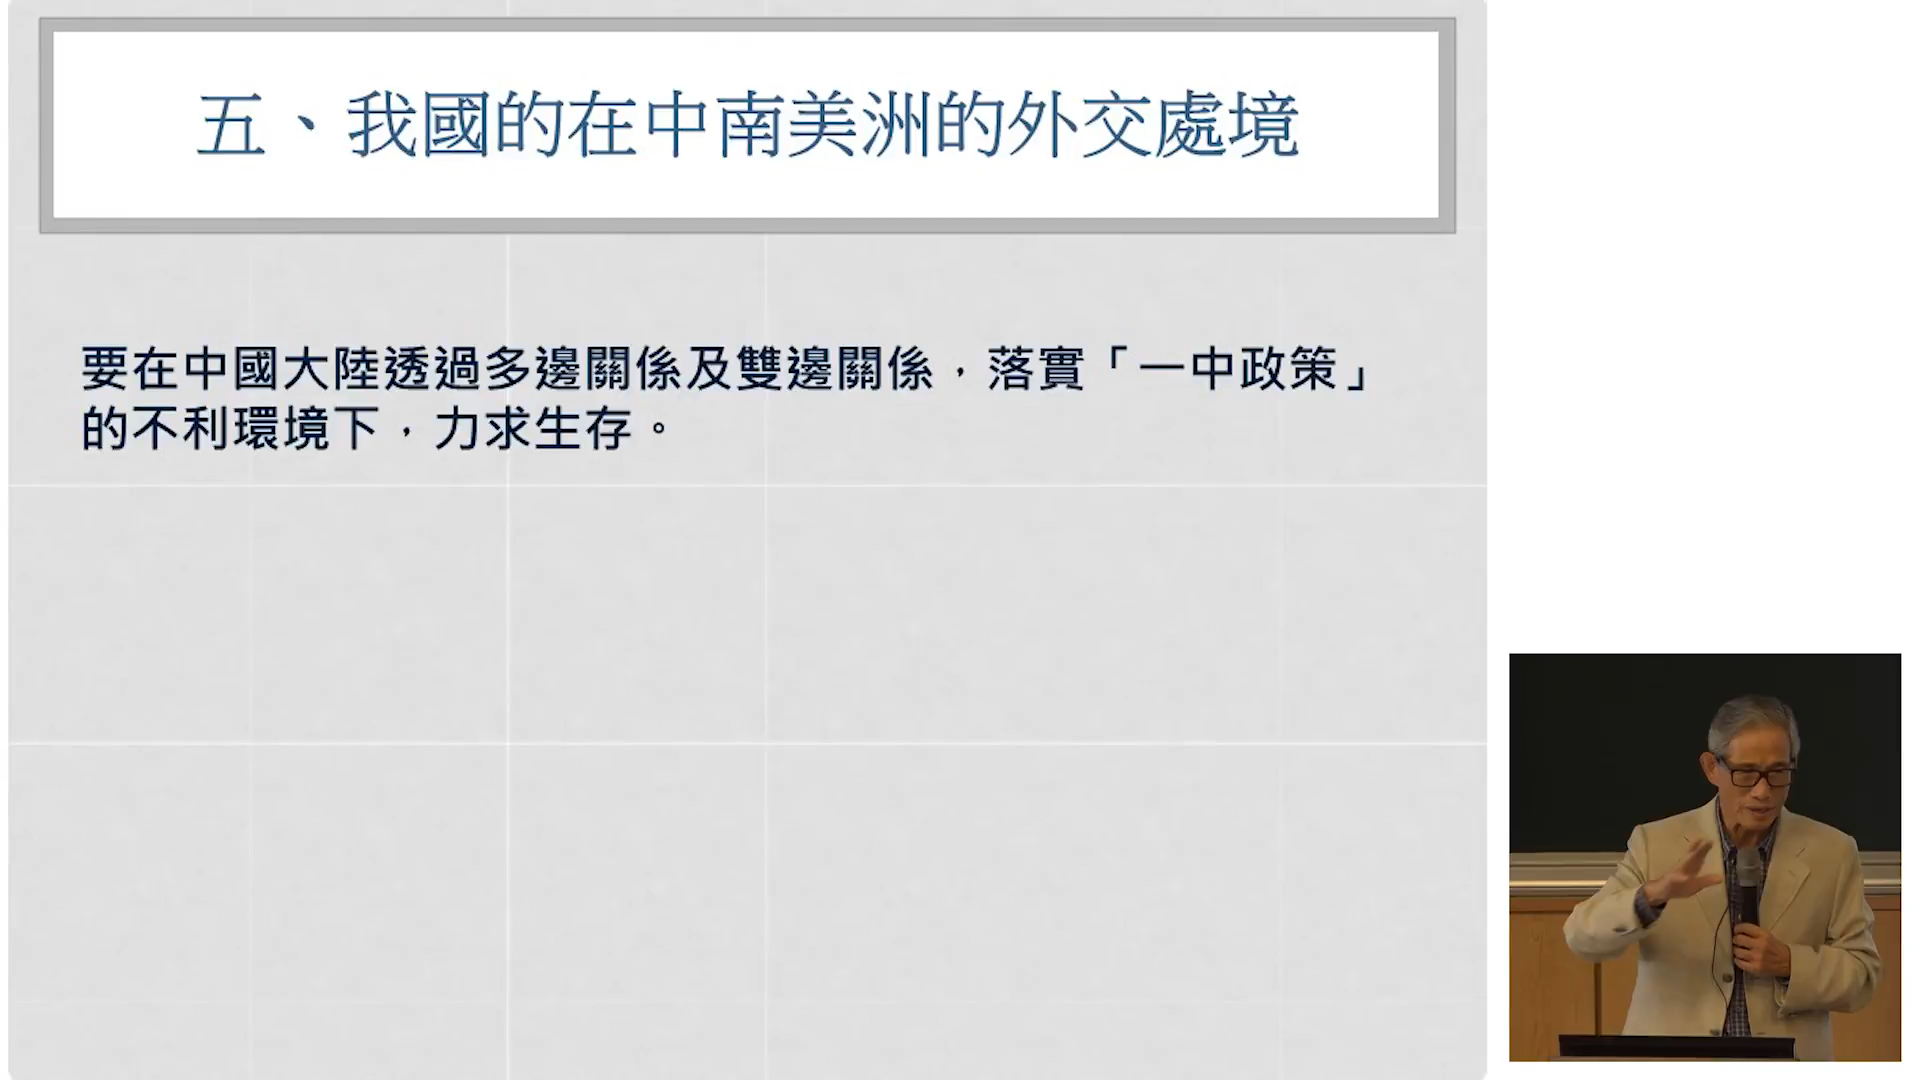 五、我國的在中南美洲的外交處境
要在中國大陸透過多邊關係及雙邊關係，落實「一中政策」
的不利環境下，力求生存。